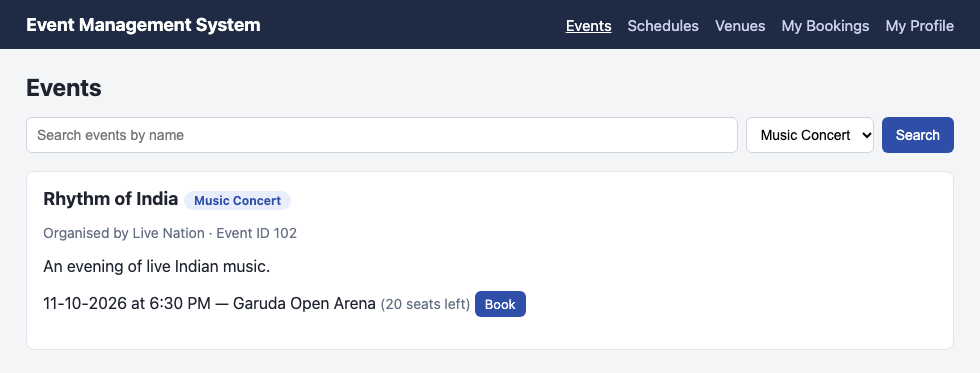 Event Management System
Events Schedules Venues My Bookings My Profile
Events
Search events by name
Music Concert
Search
Rhythm of India Music Concert
Organised by Live Nation · Event ID 102
An evening of live Indian music.
11-10-2026 at 6:30 PM — Garuda Open Arena (20 seats left) Book